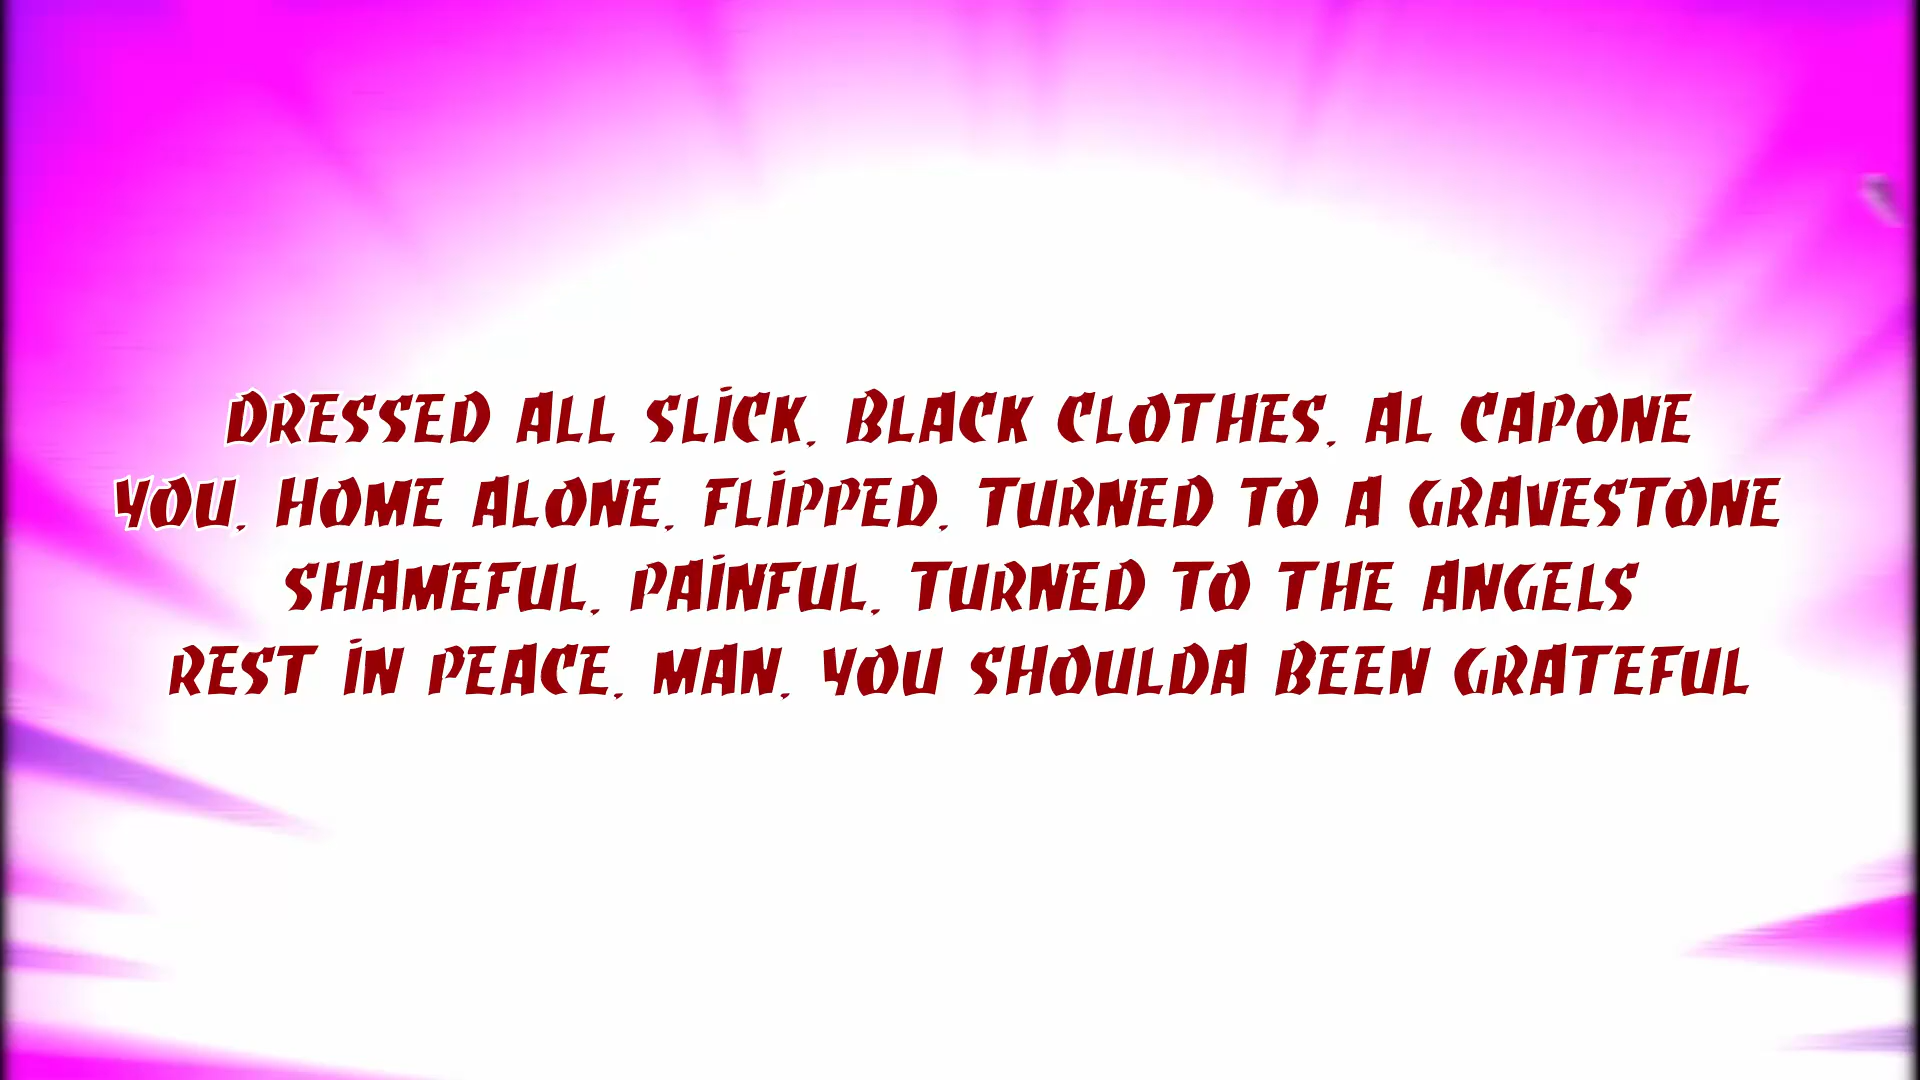 DRESSED ALL SLICK, BLACK CLOTHES, AL CAPONE
YOU, HOME ALONE, FLIPPED, TURNED TO A GRAVESTONE
SHAMEFUL, PAINFUL, TURNED TO THE ANGELS
REST IN PEACE, MAN, YOU SHOULDA BEEN GRATEFUL